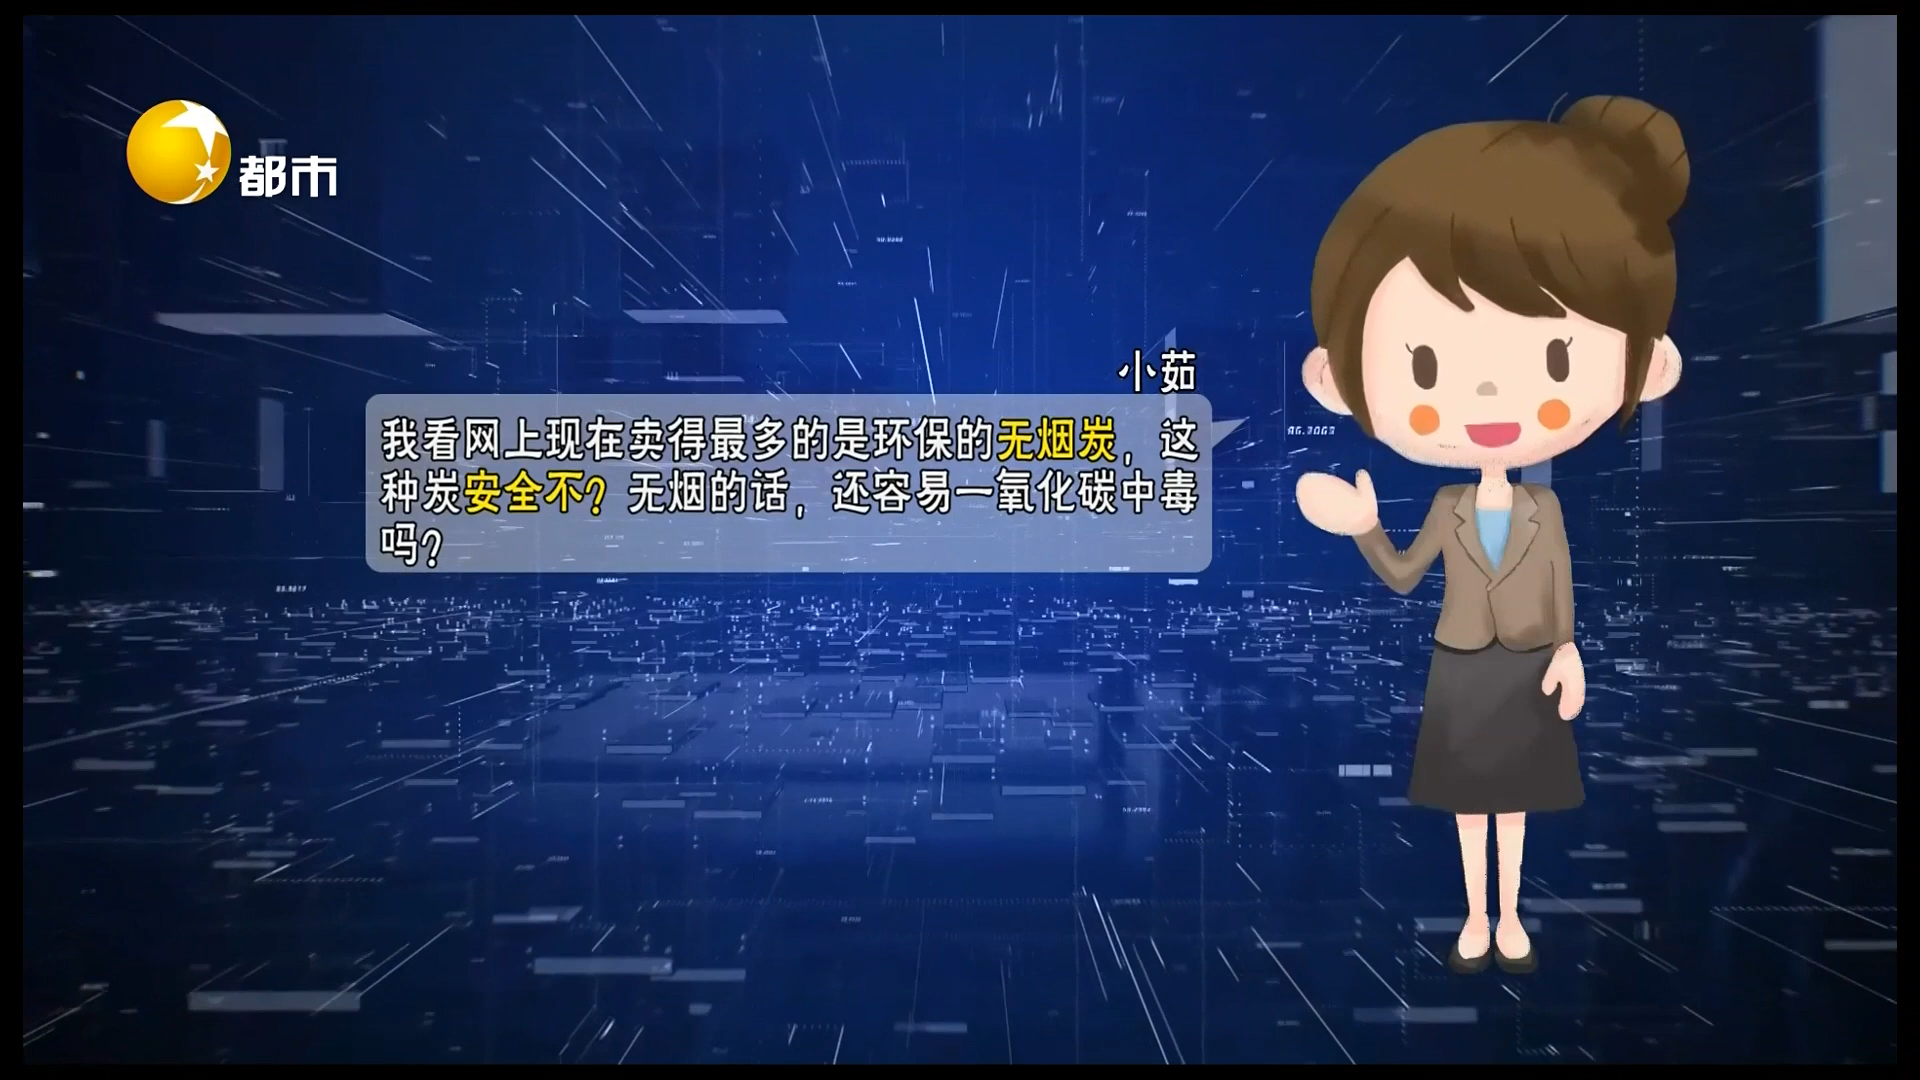 都市
小茹
我看网上现在卖得最多的是环保的无烟炭，这
种炭安全不？无烟的话，还容易一氧化碳中毒
吗？